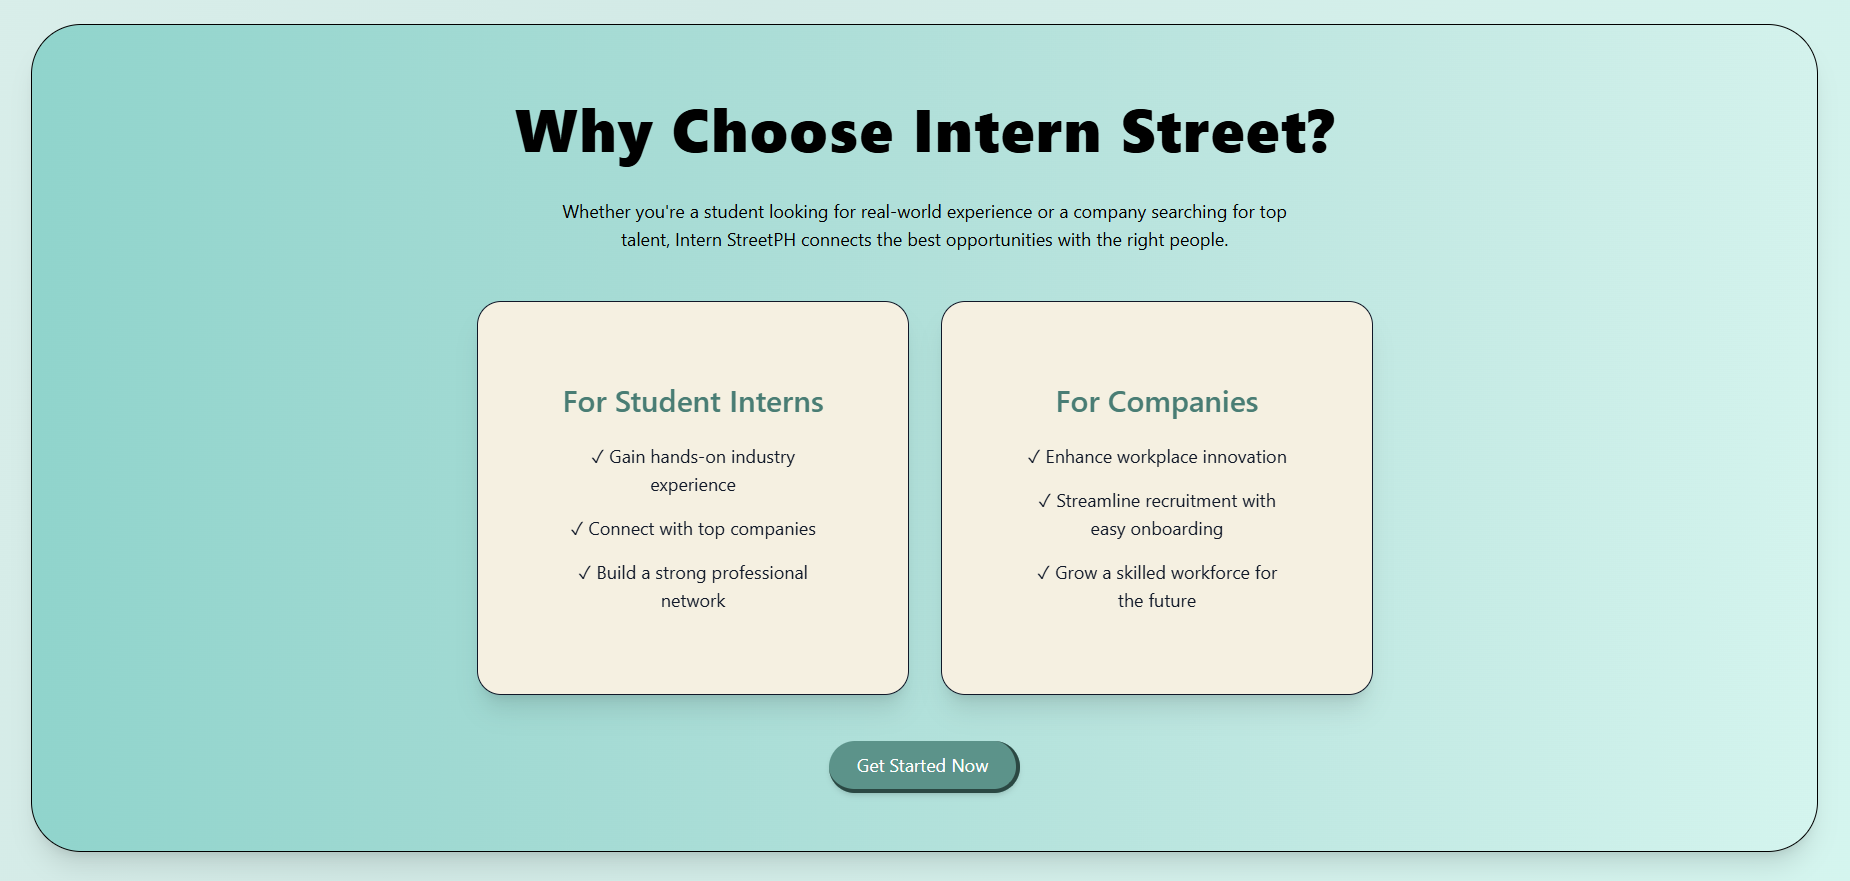 Why Choose Intern Street?
Whether you're a student looking for real-world experience or a company searching for top
talent, Intern StreetPH connects the best opportunities with the right people.
For Student Interns
✓ Gain hands-on industry
experience
✓ Connect with top companies
✓ Build a strong professional
network
For Companies
✓ Enhance workplace innovation
✓ Streamline recruitment with
easy onboarding
✓ Grow a skilled workforce for
the future
Get Started Now